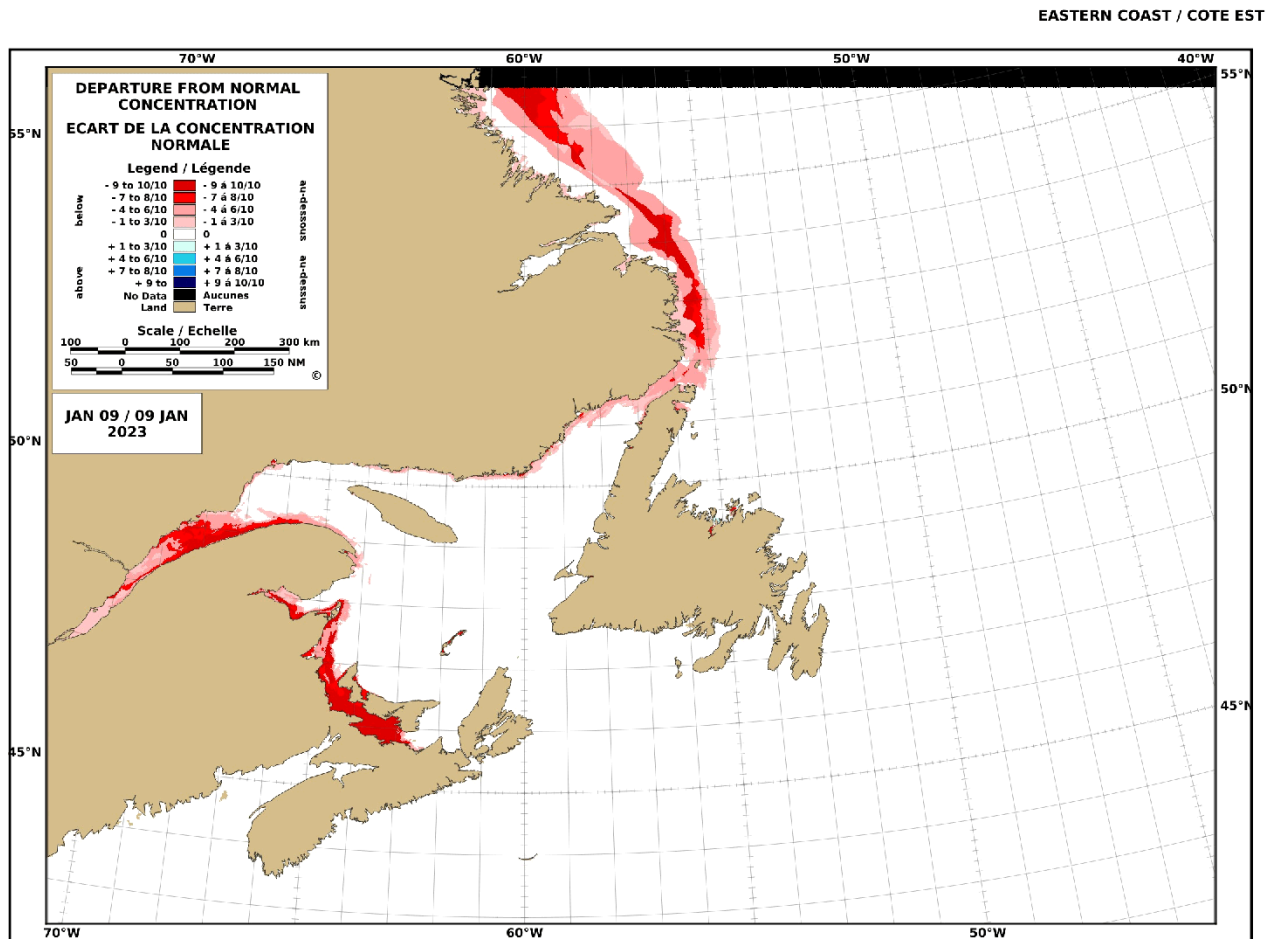 EASTERN COAST / COTE EST
70°W 60°W 50°W 40°W
DEPARTURE FROM NORMAL
CONCENTRATION
ECART DE LA CONCENTRATION
NORMALE
Legend / Légende
- 9 to 10/10 - 9 á 10/10
- 7 to 8/10 - 7 á 8/10
- 4 to 6/10 - 4 á 6/10
- 1 to 3/10 - 1 á 3/10
0 0
+ 1 to 3/10 + 1 á 3/10
+ 4 to 6/10 + 4 á 6/10
+ 7 to 8/10 + 7 á 8/10
+ 9 to + 9 á 10/10
No Data Aucunes
Land Terre
below
above
au-dessous
au-dessus
Scale / Echelle
100 0 100 200 300 km
50 0 50 100 150 NM
©
JAN 09 / 09 JAN
2023
55°N
50°N
45°N
55°N
50°N
45°N
70°W 60°W 50°W